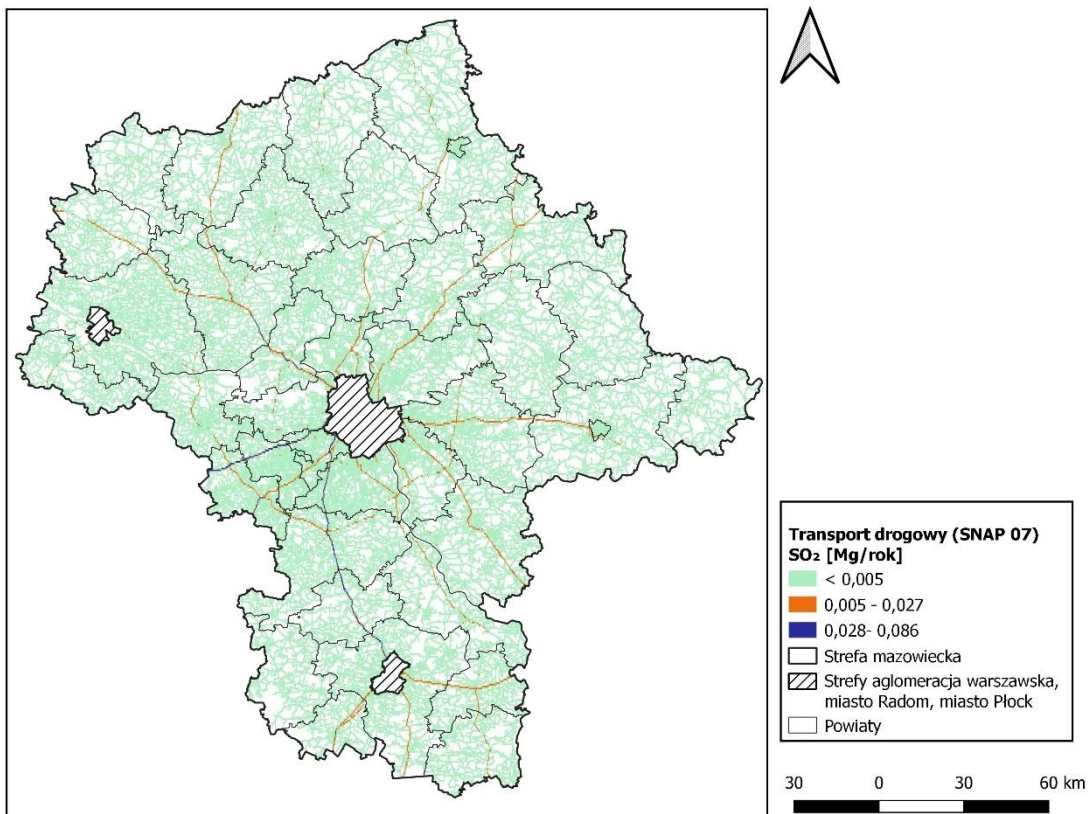 Transport drogowy (SNAP 07)
SO₂ [Mg/rok]
< 0,005
0,005 - 0,027
0,028- 0,086
Strefa mazowiecka
Strefy aglomeracja warszawska,
miasto Radom, miasto Płock
Powiaty
30 0 30 60 km